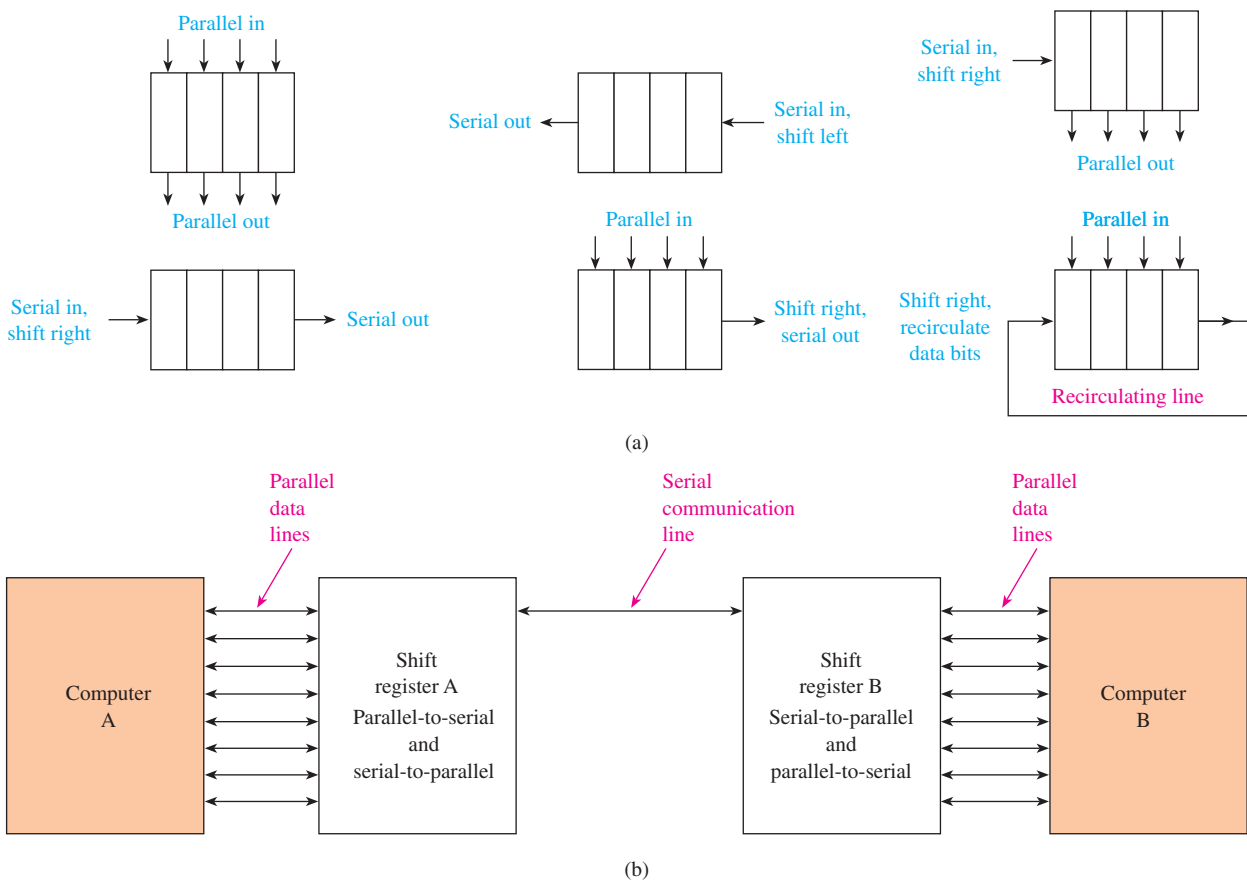 Parallel in
Parallel out
Serial out
Serial in,
shift left
Serial in,
shift right
Parallel out
Serial in,
shift right
Serial out
Parallel in
Shift right,
serial out
Parallel in
Shift right,
recirculate
data bits
Recirculating line
(a)
Parallel
data
lines
Serial
communication
line
Parallel
data
lines
Computer
A
Shift
register A
Parallel-to-serial
and
serial-to-parallel
Shift
register B
Serial-to-parallel
and
parallel-to-serial
Computer
B
(b)